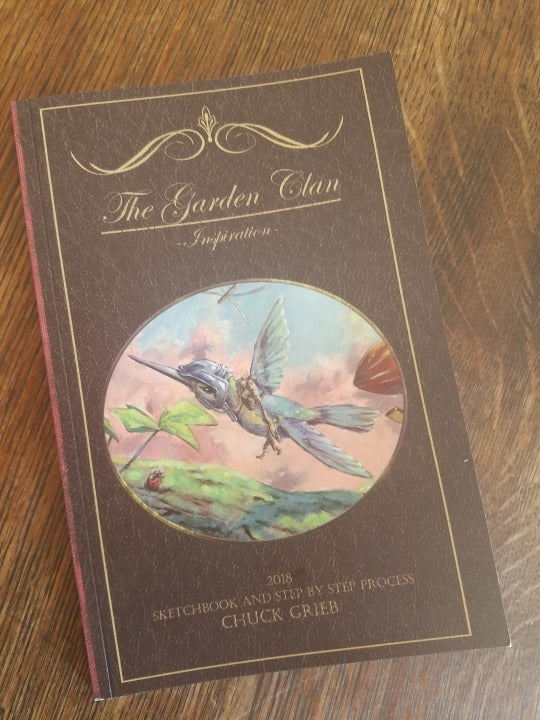 The Garden Clan
-Inspiration-
2018
SKETCHBOOK AND STEP BY STEP PROCESS
CHUCK GRIEB